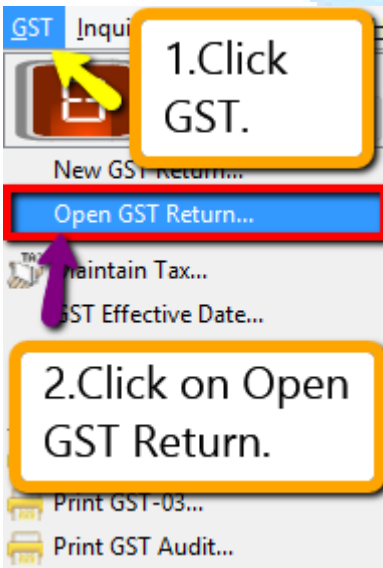 GST Inqui
1.Click
GST.
New GST Return...
Open GST Return...
Maintain Tax...
GST Effective Date...
2.Click on Open
GST Return.
Print GST-03...
Print GST Audit...